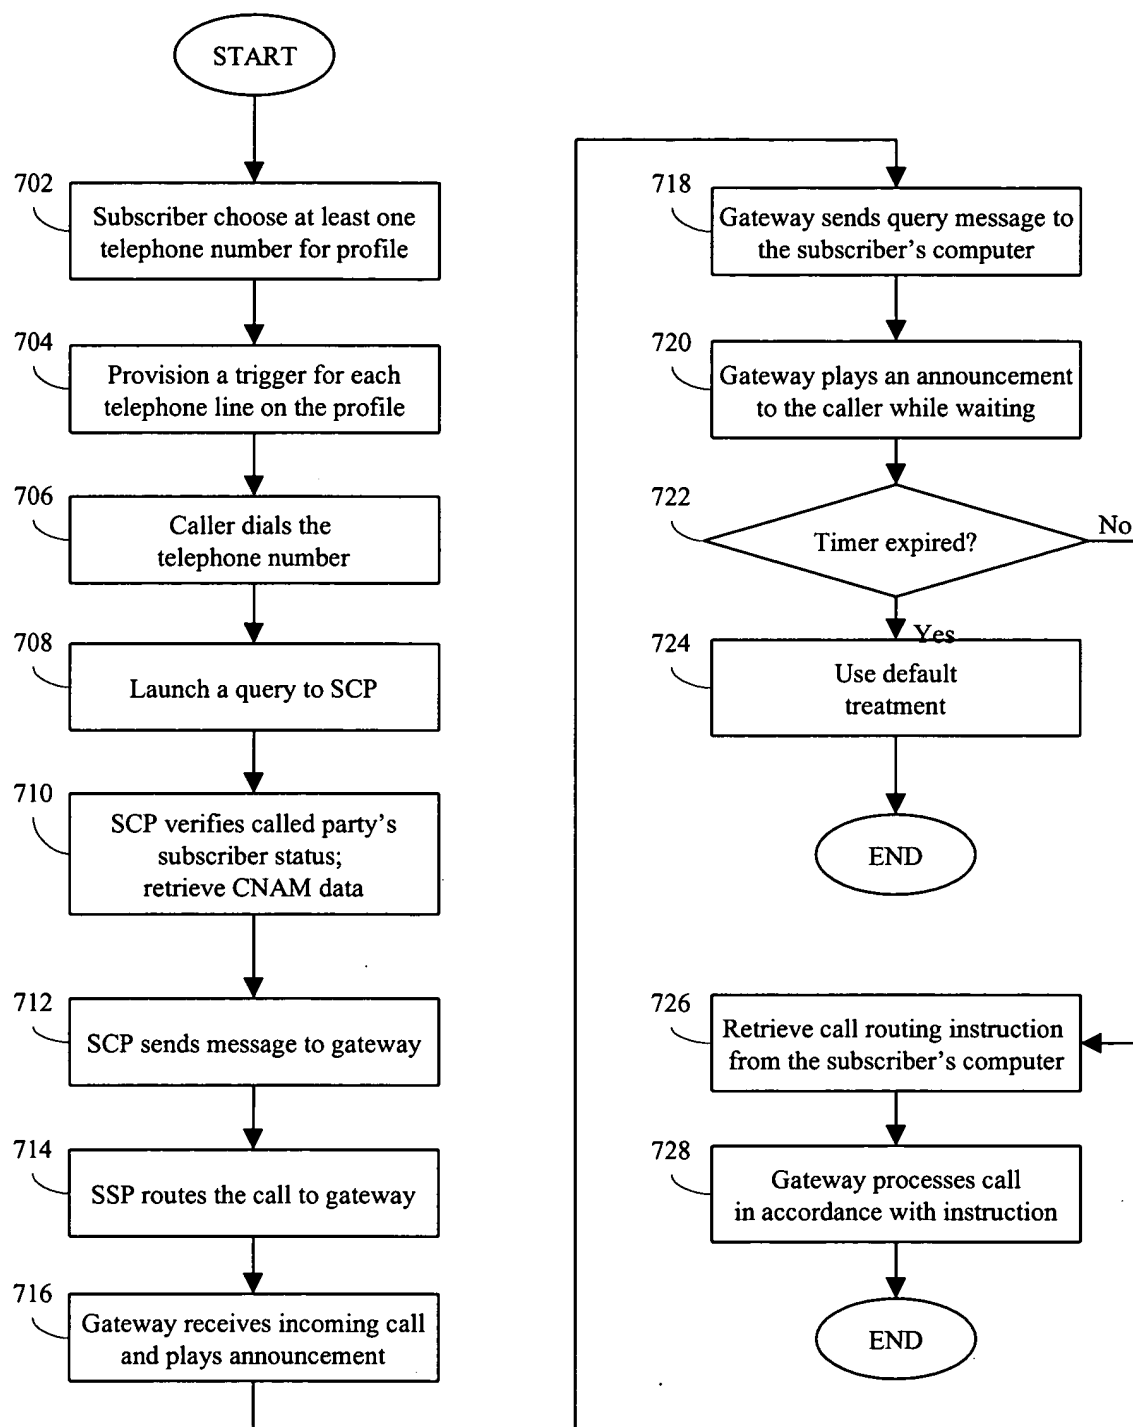 START
702
Subscriber choose at least one
telephone number for profile
704
Provision a trigger for each
telephone line on the profile
706
Caller dials the
telephone number
708
Launch a query to SCP
710
SCP verifies called party's
subscriber status;
retrieve CNAM data
712
SCP sends message to gateway
714
SSP routes the call to gateway
716
Gateway receives incoming call
and plays announcement
718
Gateway sends query message to
the subscriber's computer
720
Gateway plays an announcement
to the caller while waiting
722
Timer expired?
No
Yes
724
Use default
treatment
END
726
Retrieve call routing instruction
from the subscriber's computer
728
Gateway processes call
in accordance with instruction
END